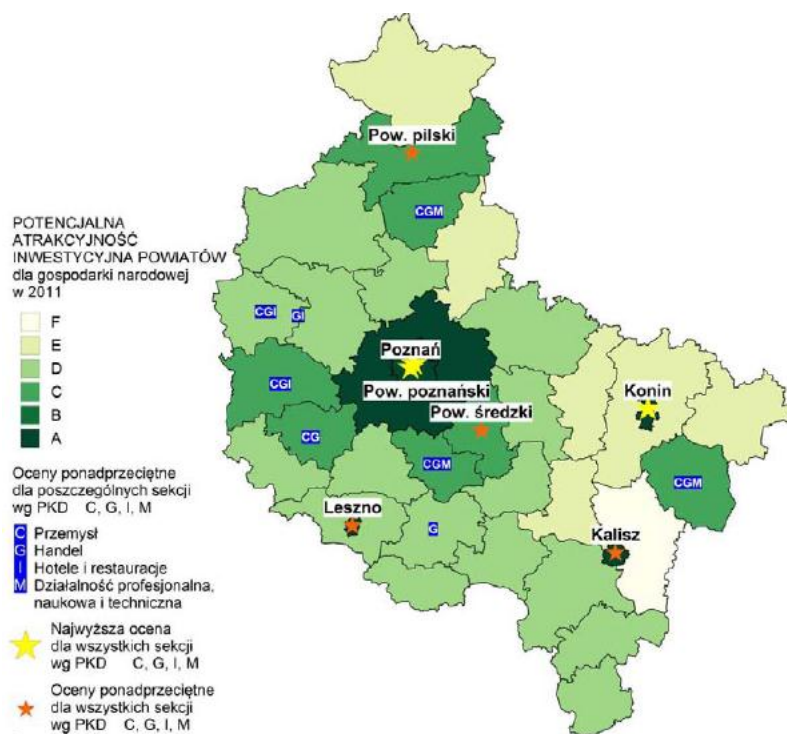 Pow. pilski
CGM
POTENCJALNA
ATRAKCYJNOŚĆ
INWESTYCYJNA POWIATÓW
dla gospodarki narodowej
w 2011
F
E
D
C
B
A
Oceny ponadprzeciętne
dla poszczególnych sekcji
wg PKD C, G, I, M
C Przemysł
G Handel
I Hotele i restauracje
M Działalność profesjonalna,
naukowa i techniczna
Najwyższa ocena
dla wszystkich sekcji
wg PKD C, G, I, M
Oceny ponadprzeciętne
dla wszystkich sekcji
wg PKD C, G, I, M
CGI
GI
Poznań
CGI
Pow. poznański
Konin
Pow. średzki
CG
CGM
CGM
Leszno
G
Kalisz